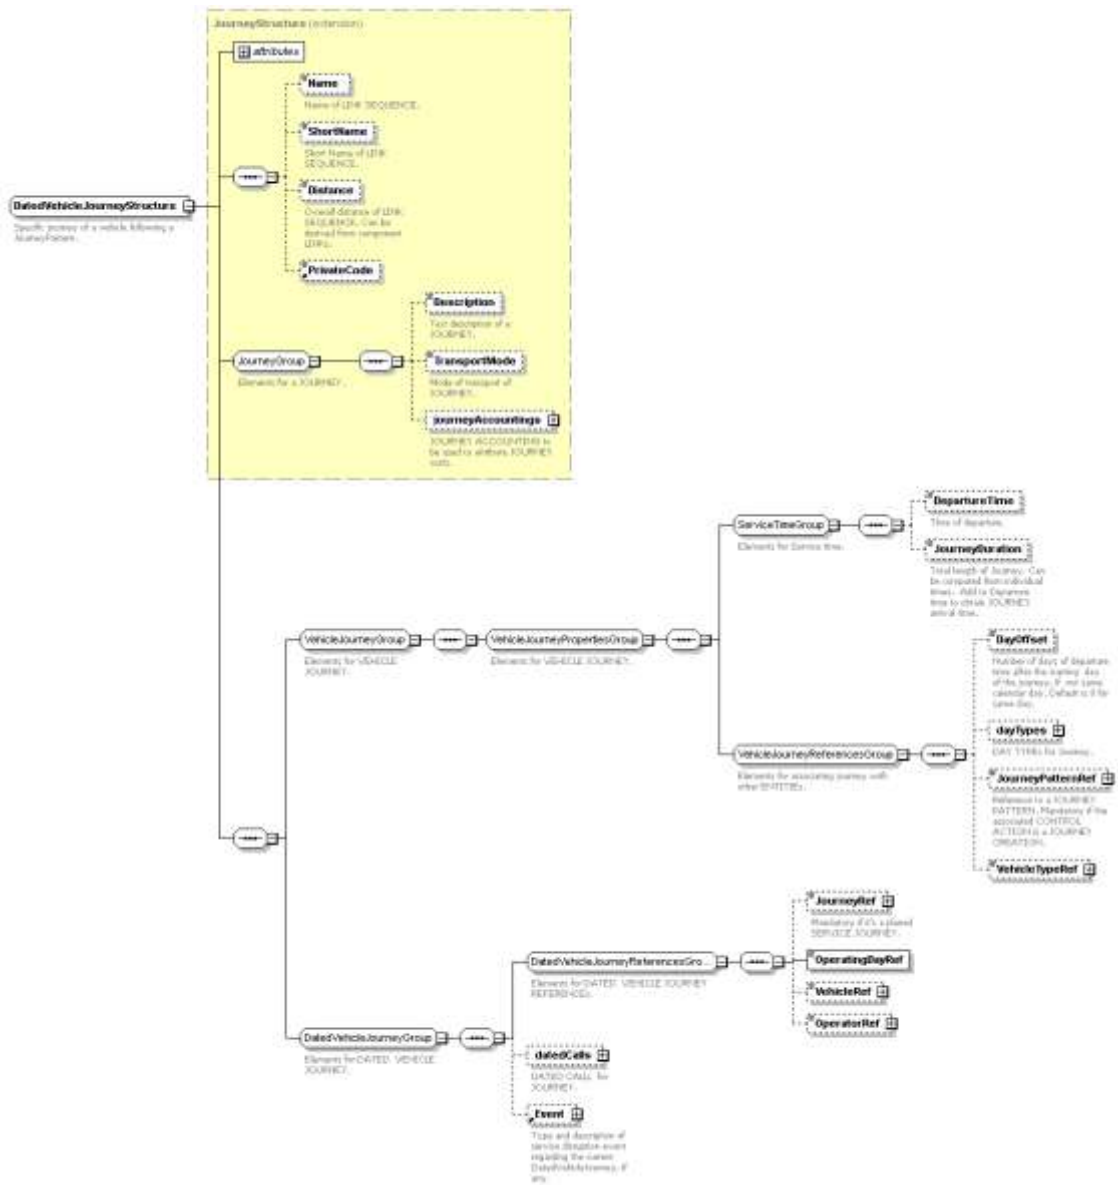 JourneyStructure (extension)
attributes
Name
Name of LINK SEQUENCE.
ShortName
Short Name of LINK
SEQUENCE.
Distance
Overall distance of LINK
SEQUENCE. Can be
derived from component
LINKs.
PrivateCode
DatedVehicleJourneyStructure
Specific journey of a vehicle following a
JourneyPattern.
JourneyGroup
Elements for a JOURNEY.
Description
Text description of a
JOURNEY.
TransportMode
Mode of transport of
JOURNEY.
journeyAccountings
JOURNEY ACCOUNTING to
be used to attribute JOURNEY
costs.
ServiceTimeGroup
Elements for Service time.
DepartureTime
Time of departure.
JourneyDuration
Total length of Journey. Can
be computed from individual
times. Add to Departure
time to obtain JOURNEY
arrival time.
VehicleJourneyGroup
Elements for VEHICLE
JOURNEY.
VehicleJourneyPropertiesGroup
Elements for VEHICLE JOURNEY.
VehicleJourneyReferencesGroup
Elements for associating journey with
other ENTITIEs.
DayOffset
Number of days of departure
time after the starting day
of the journey, if not same
calendar day. Default is 0 for
same day.
dayTypes
DAY TYPEs for Journey.
JourneyPatternRef
Reference to a JOURNEY
PATTERN. Mandatory if the
associated CONTROL
ACTION is a JOURNEY
CREATION.
VehicleTypeRef
DatedVehicleJourneyGroup
Elements for DATED VEHICLE
JOURNEY.
DatedVehicleJourneyReferencesGro...
Elements for DATED VEHICLE JOURNEY
REFERENCEs.
JourneyRef
Mandatory if it's a planed
SERVICE JOURNEY.
OperatingDayRef
VehicleRef
OperatorRef
datedCalls
DATED CALL for
JOURNEY.
Event
Type and description of
service disruption event
regarding the current
DatedVehicleJourney, if
any.